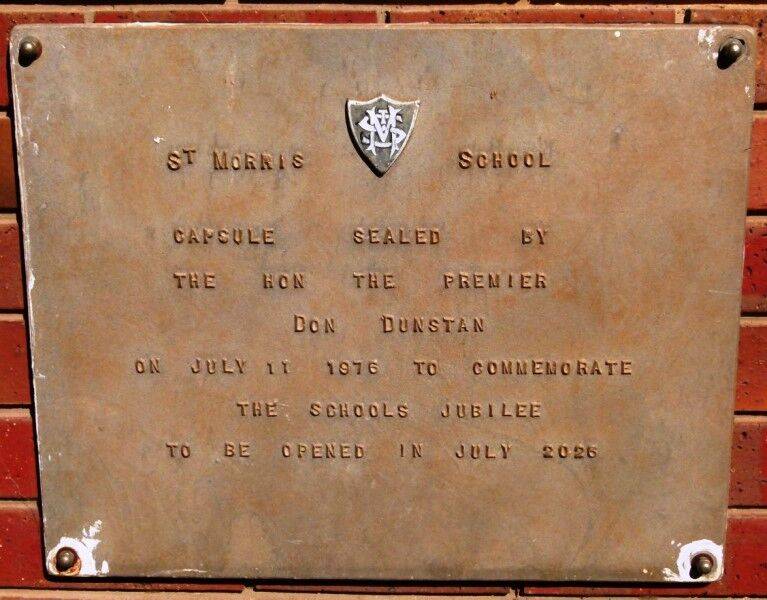 ST MORRIS SCHOOL
CAPSULE SEALED BY
THE HON THE PREMIER
DON DUNSTAN
ON JULY 11 1976 TO COMMEMORATE
THE SCHOOLS JUBILEE
TO BE OPENED IN JULY 2026